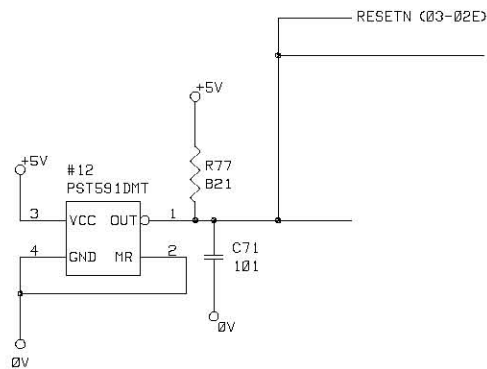 RESETN (03-02E)
+5V
R77
B21
+5V
#12
PST591DMT
3 VCC OUT 1
4 GND MR 2
C71
101
0V
0V